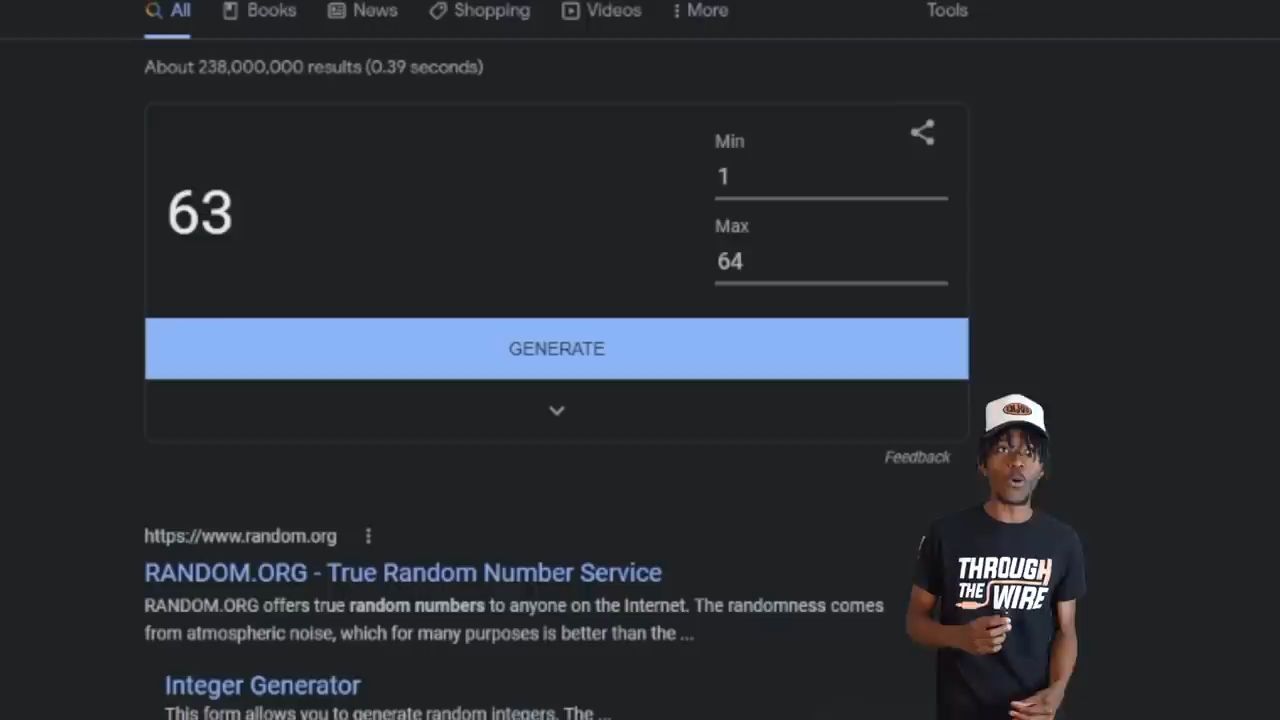 All Books News Shopping Videos More Tools
About 238,000,000 results (0.39 seconds)
Min
1
63
Max
64
GENERATE
Feedback
https://www.random.org
RANDOM.ORG - True Random Number Service
RANDOM.ORG offers true random numbers to anyone on the Internet. The randomness comes
from atmospheric noise, which for many purposes is better than the ...
Integer Generator
This form allows you to generate random integers. The ...
THROUGH
THE WIRE